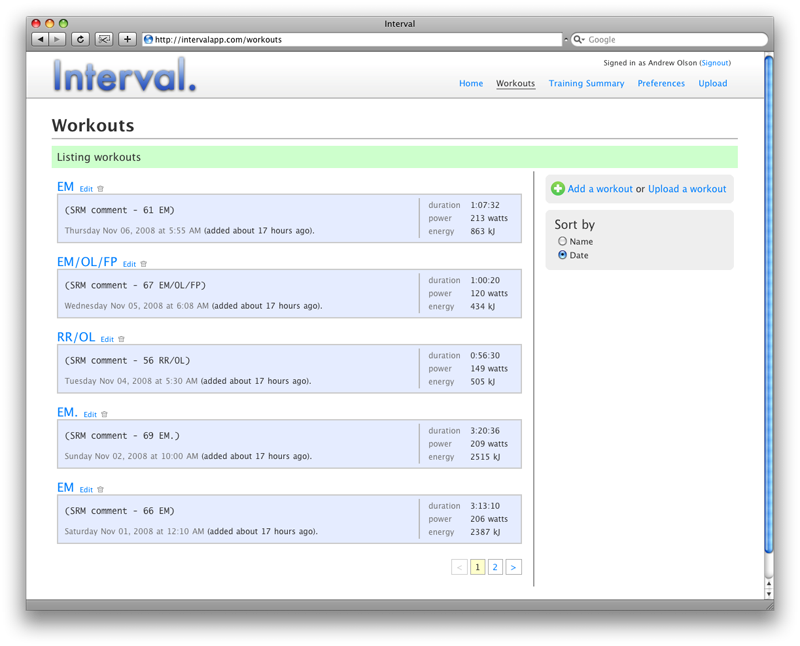 Interval
http://intervalapp.com/workouts
Google
Interval.
Signed in as Andrew Olson (Signout)
Home Workouts Training Summary Preferences Upload
Workouts
Listing workouts
EM Edit
(SRM comment - 61 EM)
Thursday Nov 06, 2008 at 5:55 AM (added about 17 hours ago).
duration 1:07:32
power 213 watts
energy 863 kJ
EM/OL/FP Edit
(SRM comment - 67 EM/OL/FP)
Wednesday Nov 05, 2008 at 6:08 AM (added about 17 hours ago).
duration 1:00:20
power 120 watts
energy 434 kJ
RR/OL Edit
(SRM comment - 56 RR/OL)
Tuesday Nov 04, 2008 at 5:30 AM (added about 17 hours ago).
duration 0:56:30
power 149 watts
energy 505 kJ
EM. Edit
(SRM comment - 69 EM.)
Sunday Nov 02, 2008 at 10:00 AM (added about 17 hours ago).
duration 3:20:36
power 209 watts
energy 2515 kJ
EM Edit
(SRM comment - 66 EM)
Saturday Nov 01, 2008 at 12:10 AM (added about 17 hours ago).
duration 3:13:10
power 206 watts
energy 2387 kJ
< 1 2 >
Add a workout or Upload a workout
Sort by
Name
Date